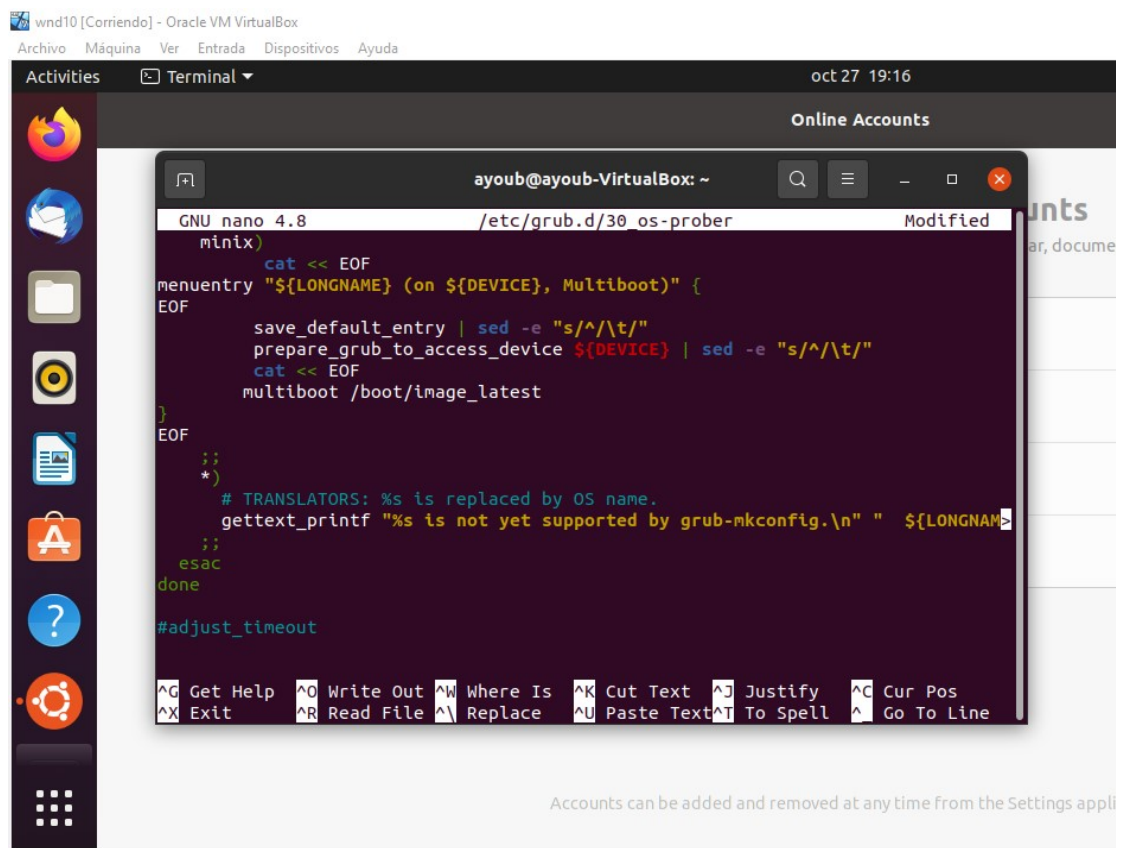 wnd10 [Corriendo] - Oracle VM VirtualBox
Archivo Máquina Ver Entrada Dispositivos Ayuda
Activities Terminal oct 27 19:16
Online Accounts
ayoub@ayoub-VirtualBox: ~
unts
GNU nano 4.8 /etc/grub.d/30_os-prober Modified
ar, docume
    minix)
          cat << EOF
menuentry "${LONGNAME} (on ${DEVICE}, Multiboot)" {
EOF
         save_default_entry | sed -e "s/^/\t/"
         prepare_grub_to_access_device ${DEVICE} | sed -e "s/^/\t/"
         cat << EOF
        multiboot /boot/image_latest
}
EOF
    ;;
    *)
      # TRANSLATORS: %s is replaced by OS name.
      gettext_printf "%s is not yet supported by grub-mkconfig.\n" "  ${LONGNAM>
    ;;
  esac
done
#adjust_timeout
^G Get Help ^O Write Out ^W Where Is ^K Cut Text ^J Justify ^C Cur Pos
^X Exit ^R Read File ^\ Replace ^U Paste Text ^T To Spell ^_ Go To Line
Accounts can be added and removed at any time from the Settings appli